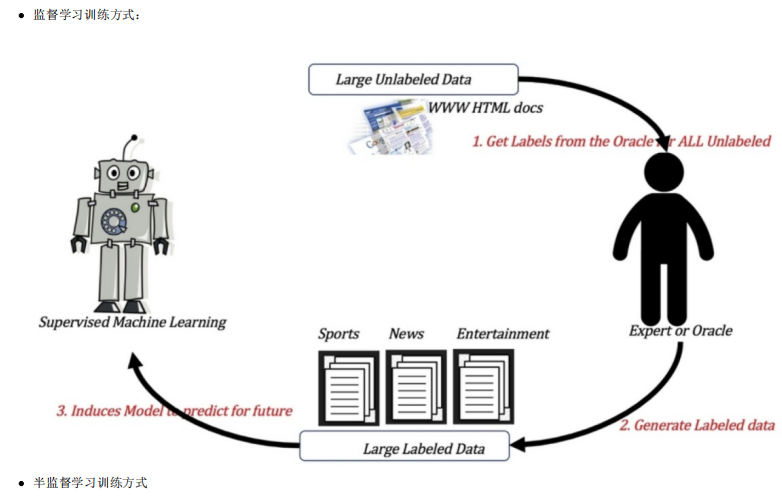 监督学习训练方式:
Large Unlabeled Data
WWW HTML docs
1. Get Labels from the Oracle r ALL Unlabeled
Supervised Machine Learning
Expert or Oracle
Sports News Entertainment
3. Induces Model to predict for future
2. Generate Labeled data
Large Labeled Data
半监督学习训练方式